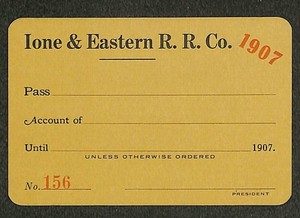 Ione & Eastern R. R. Co. 1907
Pass
Account of
Until 1907.
UNLESS OTHERWISE ORDERED
No. 156
PRESIDENT